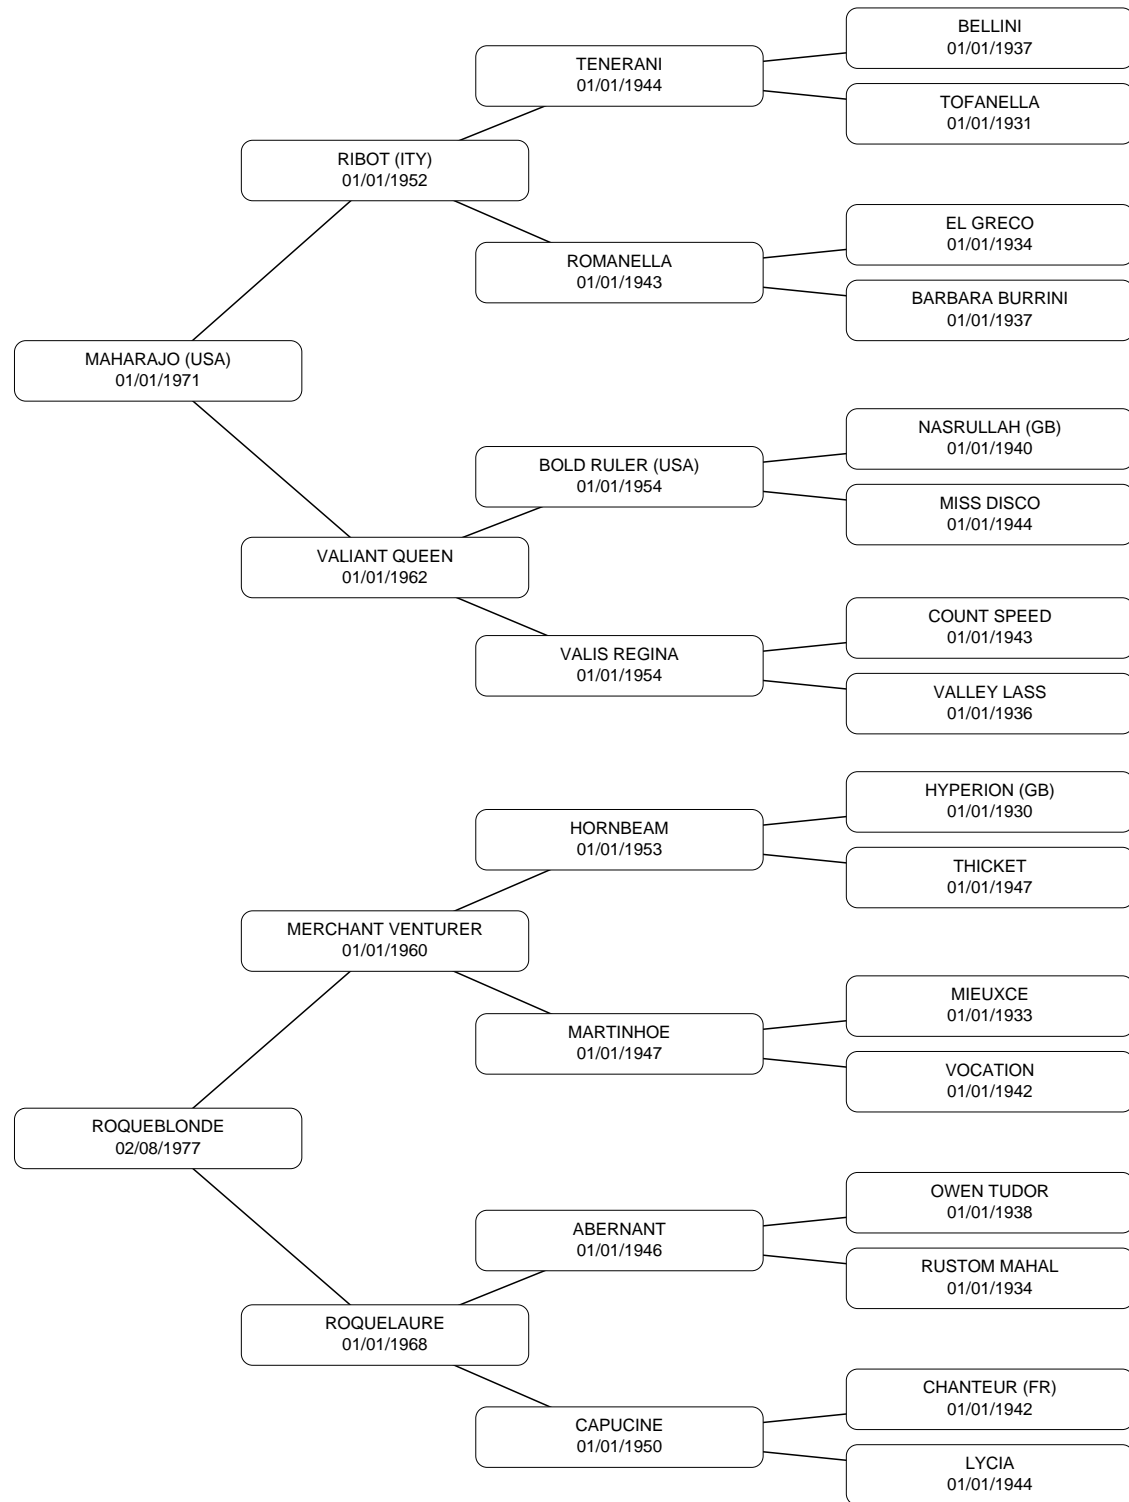 BELLINI
01/01/1937
TENERANI
01/01/1944
TOFANELLA
01/01/1931
RIBOT (ITY)
01/01/1952
EL GRECO
01/01/1934
ROMANELLA
01/01/1943
BARBARA BURRINI
01/01/1937
MAHARAJO (USA)
01/01/1971
NASRULLAH (GB)
01/01/1940
BOLD RULER (USA)
01/01/1954
MISS DISCO
01/01/1944
VALIANT QUEEN
01/01/1962
COUNT SPEED
01/01/1943
VALIS REGINA
01/01/1954
VALLEY LASS
01/01/1936
HYPERION (GB)
01/01/1930
HORNBEAM
01/01/1953
THICKET
01/01/1947
MERCHANT VENTURER
01/01/1960
MIEUXCE
01/01/1933
MARTINHOE
01/01/1947
VOCATION
01/01/1942
ROQUEBLONDE
02/08/1977
OWEN TUDOR
01/01/1938
ABERNANT
01/01/1946
RUSTOM MAHAL
01/01/1934
ROQUELAURE
01/01/1968
CHANTEUR (FR)
01/01/1942
CAPUCINE
01/01/1950
LYCIA
01/01/1944